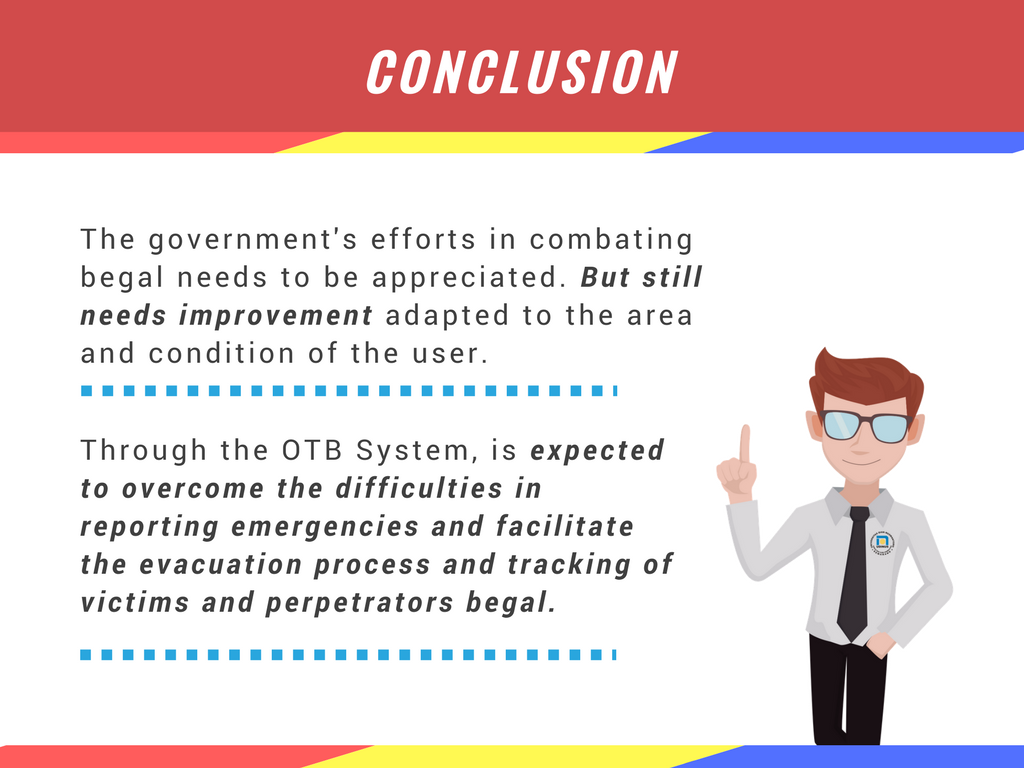 CONCLUSION
The government's efforts in combating
begal needs to be appreciated. But still
needs improvement adapted to the area
and condition of the user.
Through the OTB System, is expected
to overcome the difficulties in
reporting emergencies and facilitate
the evacuation process and tracking of
victims and perpetrators begal.